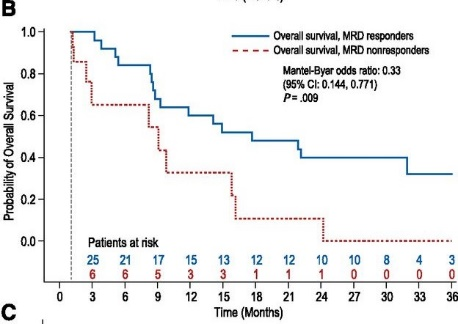 B
Overall survival, MRD responders
Overall survival, MRD nonresponders
Mantel-Byar odds ratio: 0.33
(95% CI: 0.144, 0.771)
P = .009
Probability of Overall Survival
1.0
0.8
0.6
0.4
0.2
0.0
Patients at risk
25 21 17 15 13 12 12 10 10 8 4 3
6 6 5 3 3 1 1 1 0 0 0 0
0 3 6 9 12 15 18 21 24 27 30 33 36
Time (Months)
C